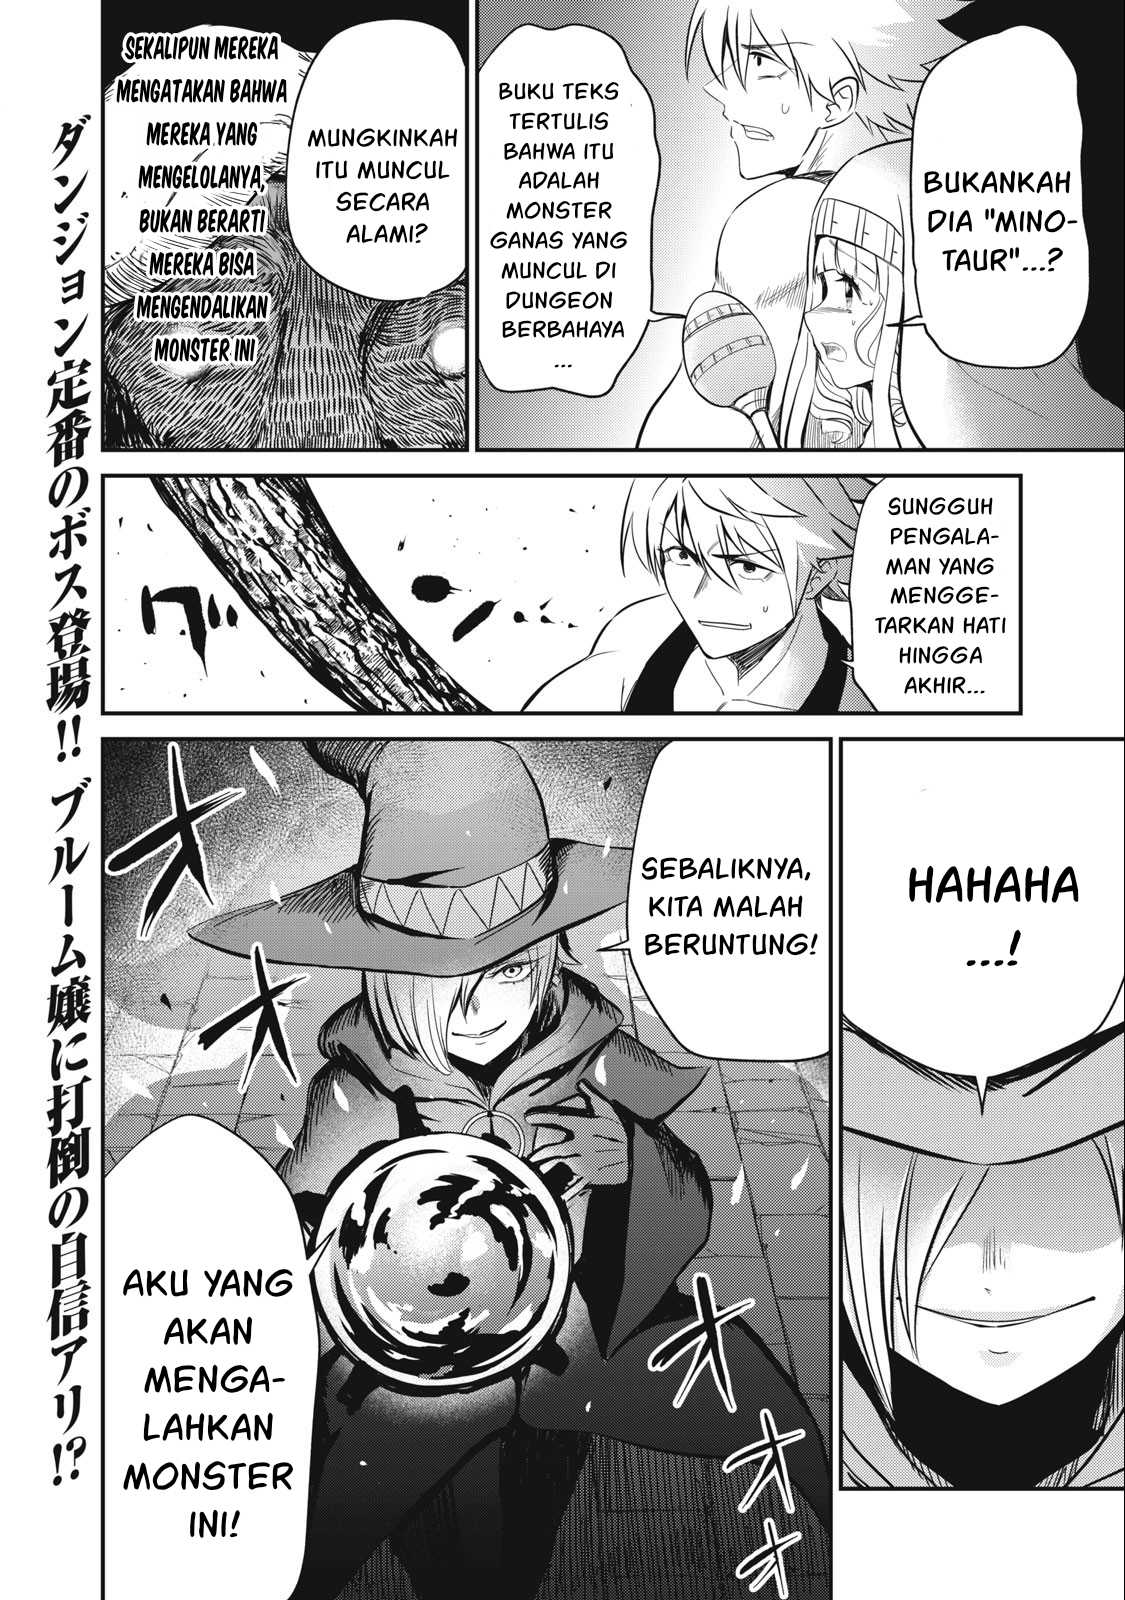 BUKANKAH
DIA "MINO-
TAUR"...?
BUKU TEKS
TERTULIS
BAHWA ITU
ADALAH
MONSTER
GANAS YANG
MUNCUL DI
DUNGEON
BERBAHAYA
...
MUNGKINKAH
ITU MUNCUL
SECARA
ALAMI?
SEKALIPUN MEREKA
MENGATAKAN BAHWA
MEREKA YANG
MENGELOLANYA,
BUKAN BERARTI
MEREKA BISA
MENGENDALIKAN
MONSTER INI
SUNGGUH
PENGALA-
MAN YANG
MENGGE-
TARKAN HATI
HINGGA
AKHIR...
グ"
HAHAHA
...!
SEBALIKNYA,
KITA MALAH
BERUNTUNG!
オ
オ
オ
オ
AKU YANG
AKAN
MENGA-
LAHKAN
MONSTER
INI!
ダンジョン定番のボス登場!! ブルーム嬢に打倒の自信アリ!?